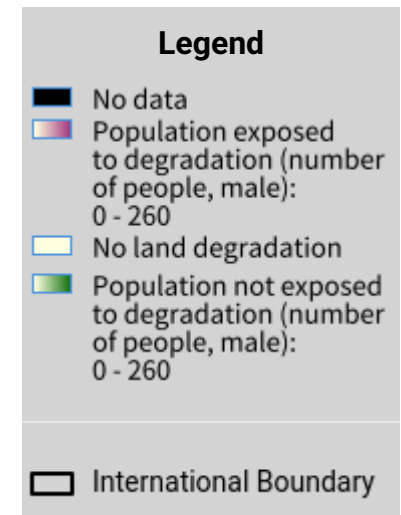 Legend
No data
Population exposed
to degradation (number
of people, male):
0 - 260
No land degradation
Population not exposed
to degradation (number
of people, male):
0 - 260
International Boundary